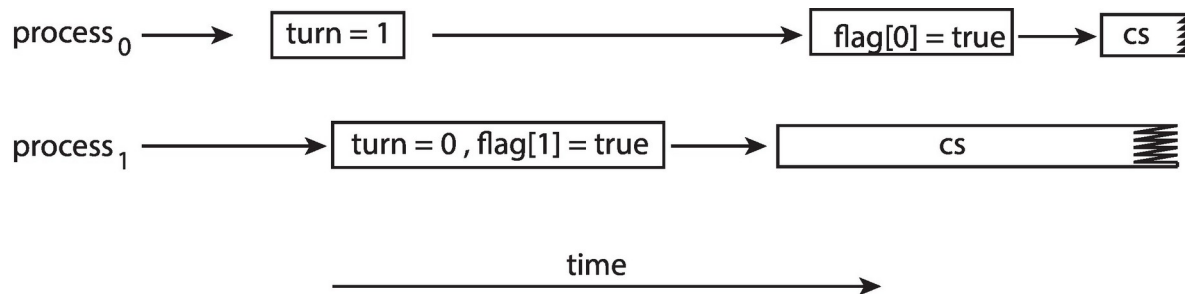 process₀ turn = 1 flag[0] = true cs
process₁ turn = 0 , flag[1] = true cs
time